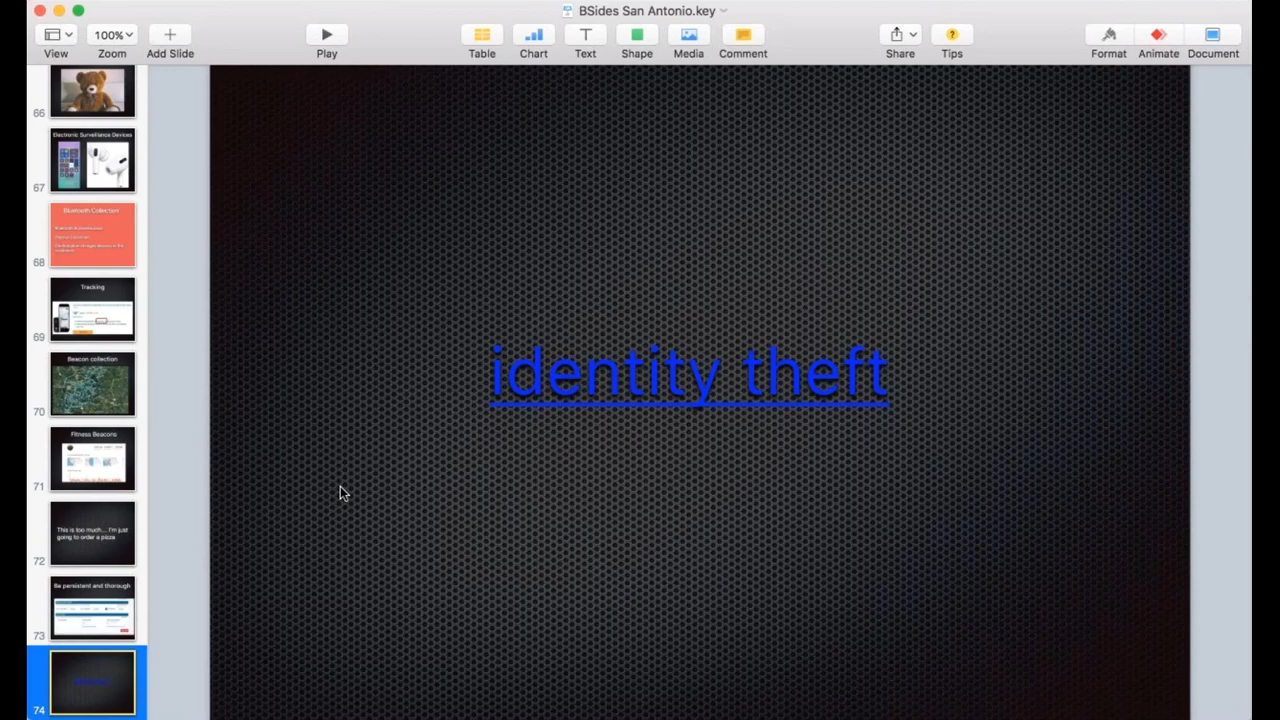 BSides San Antonio.key
View
100%
Zoom
Add Slide
Play
Table
Chart
Text
Shape
Media
Comment
Share
Tips
Format
Animate
Document
66
Electronic Surveillance Devices
67
Bluetooth Collection
68
Tracking
69
Beacon collection
70
Fitness Beacons
71
This is too much... I'm just
going to order a pizza
72
Be persistent and thorough
73
74
identity theft